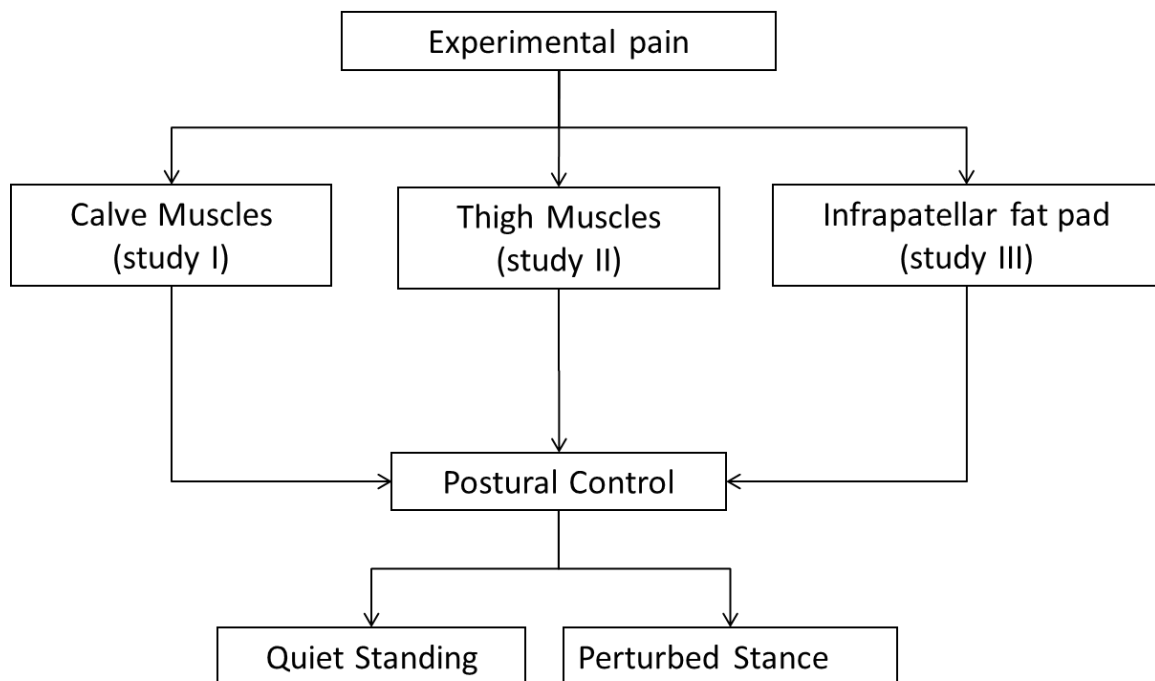 Experimental pain
Calve Muscles
(study I)
Thigh Muscles
(study II)
Infrapatellar fat pad
(study III)
Postural Control
Quiet Standing
Perturbed Stance